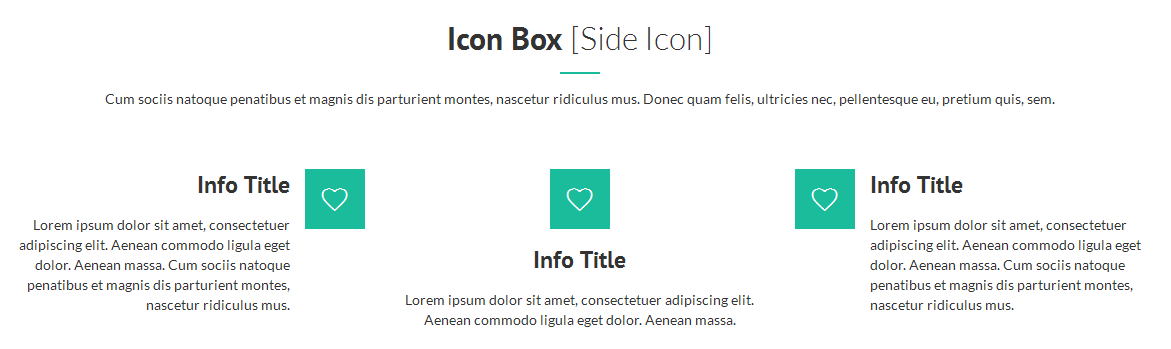 Icon Box [Side Icon]
Cum sociis natoque penatibus et magnis dis parturient montes, nascetur ridiculus mus. Donec quam felis, ultricies nec, pellentesque eu, pretium quis, sem.
Info Title
Lorem ipsum dolor sit amet, consectetuer
adipiscing elit. Aenean commodo ligula eget
dolor. Aenean massa. Cum sociis natoque
penatibus et magnis dis parturient montes,
nascetur ridiculus mus.
Info Title
Lorem ipsum dolor sit amet, consectetuer adipiscing elit.
Aenean commodo ligula eget dolor. Aenean massa.
Info Title
Lorem ipsum dolor sit amet, consectetuer
adipiscing elit. Aenean commodo ligula eget
dolor. Aenean massa. Cum sociis natoque
penatibus et magnis dis parturient montes,
nascetur ridiculus mus.